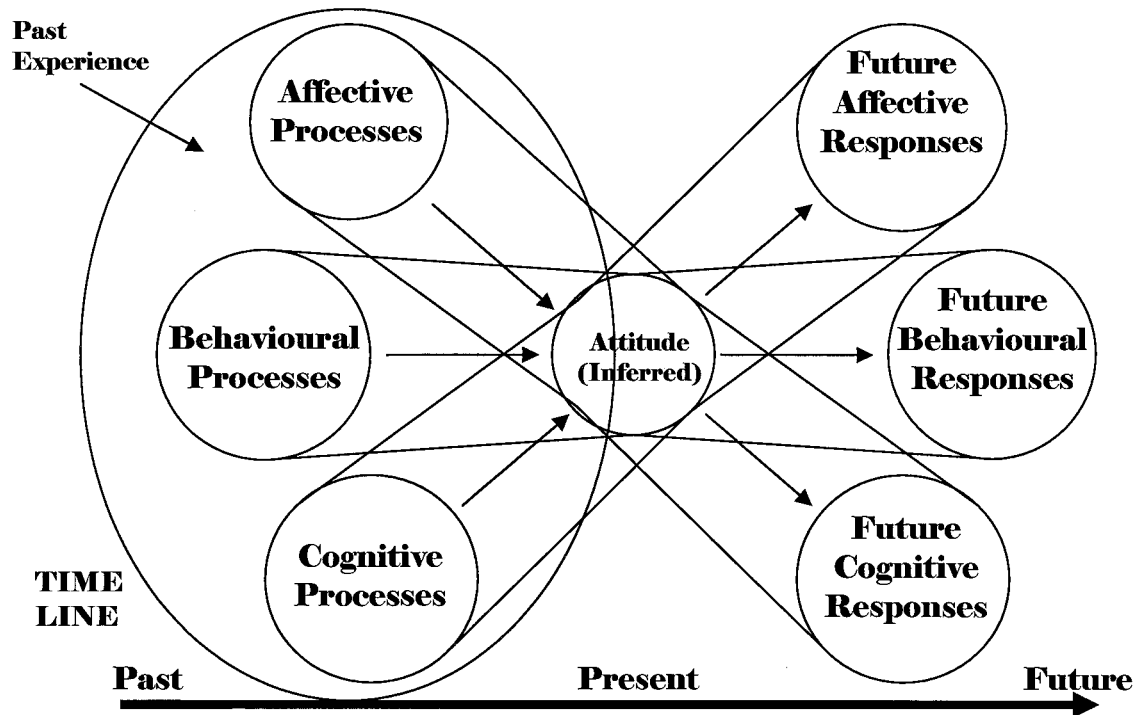 Past
Experience
Affective
Processes
Future
Affective
Responses
Behavioural
Processes
Attitude
(Inferred)
Future
Behavioural
Responses
Cognitive
Processes
Future
Cognitive
Responses
TIME
LINE
Past
Present
Future